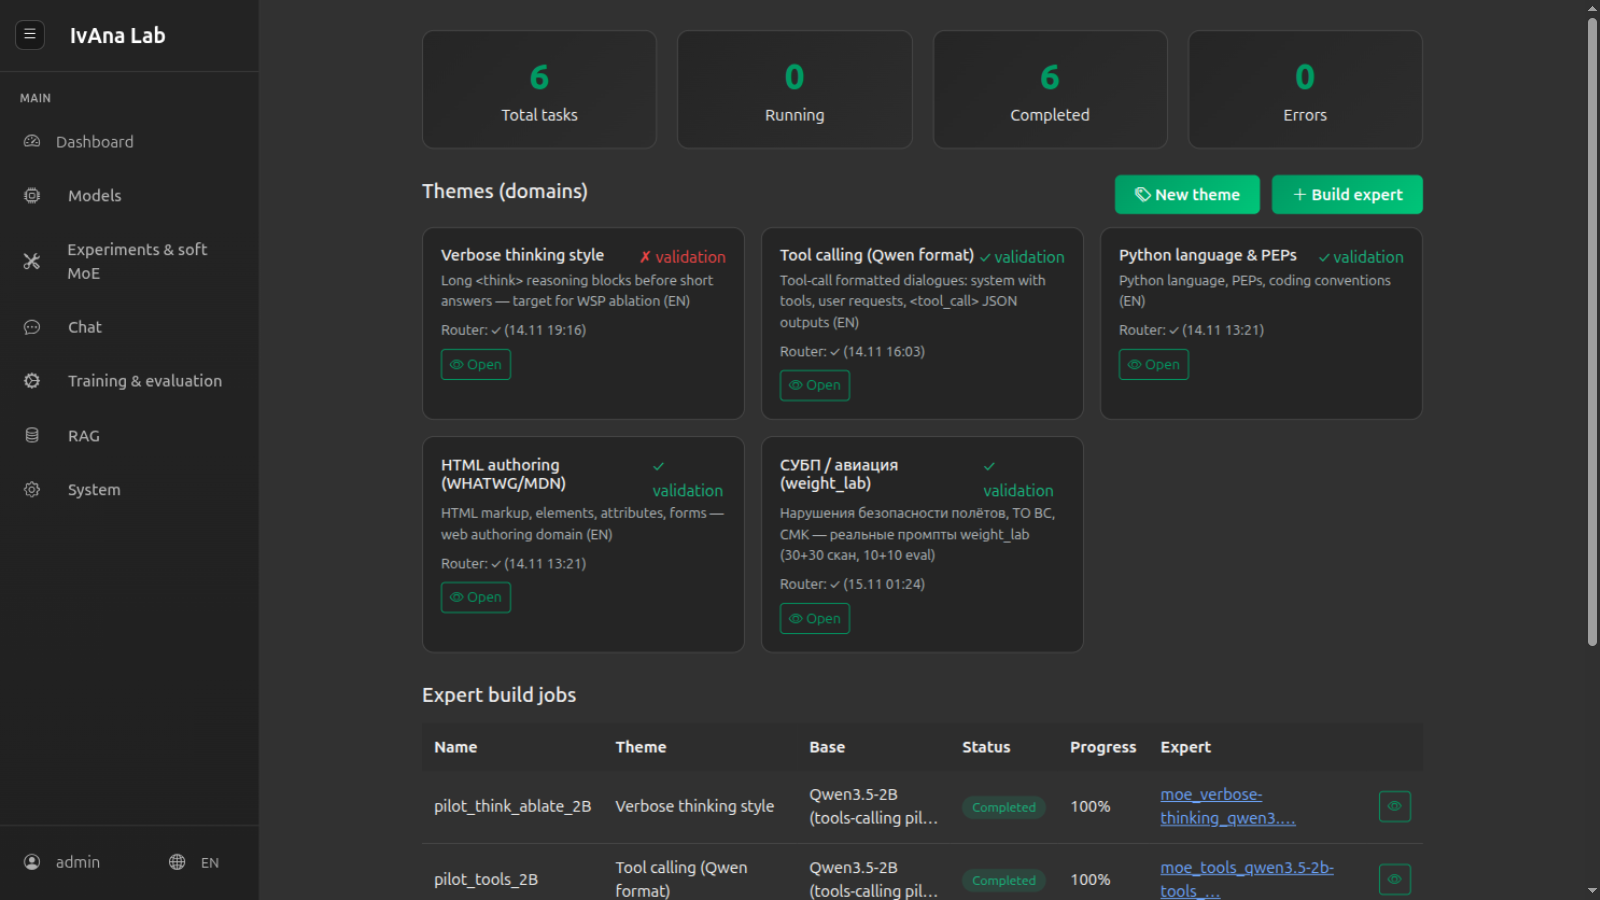 IvAna Lab
MAIN
Dashboard
Models
Experiments & soft
MoE
Chat
Training & evaluation
RAG
System
admin
EN
6
Total tasks
0
Running
6
Completed
0
Errors
Themes (domains)
New theme
+ Build expert
Verbose thinking style
✗ validation
Long <think> reasoning blocks before short
answers — target for WSP ablation (EN)
Router: ✓ (14.11 19:16)
Open
Tool calling (Qwen format)
✓ validation
Tool-call formatted dialogues: system with
tools, user requests, <tool_call> JSON
outputs (EN)
Router: ✓ (14.11 16:03)
Open
Python language & PEPs
✓ validation
Python language, PEPs, coding conventions
(EN)
Router: ✓ (14.11 13:21)
Open
HTML authoring
(WHATWG/MDN)
✓
validation
HTML markup, elements, attributes, forms —
web authoring domain (EN)
Router: ✓ (14.11 13:21)
Open
СУБП / авиация
(weight_lab)
✓
validation
Нарушения безопасности полётов, ТО ВС,
СМК — реальные промпты weight_lab
(30+30 скан, 10+10 eval)
Router: ✓ (15.11 01:24)
Open
Expert build jobs
Name Theme Base Status Progress Expert
pilot_think_ablate_2B
Verbose thinking style
Qwen3.5-2B
(tools-calling pil...
Completed
100%
moe_verbose-
thinking_qwen3....
pilot_tools_2B
Tool calling (Qwen
format)
Qwen3.5-2B
(tools-calling pil...
Completed
100%
moe_tools_qwen3.5-2b-
tools_...